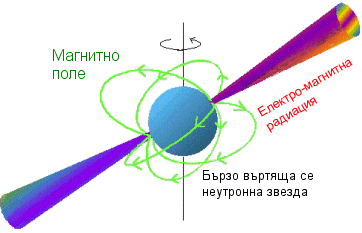 Магнитно
поле
Електро-магнитна
радиация
Бързо въртяща се
неутронна звезда